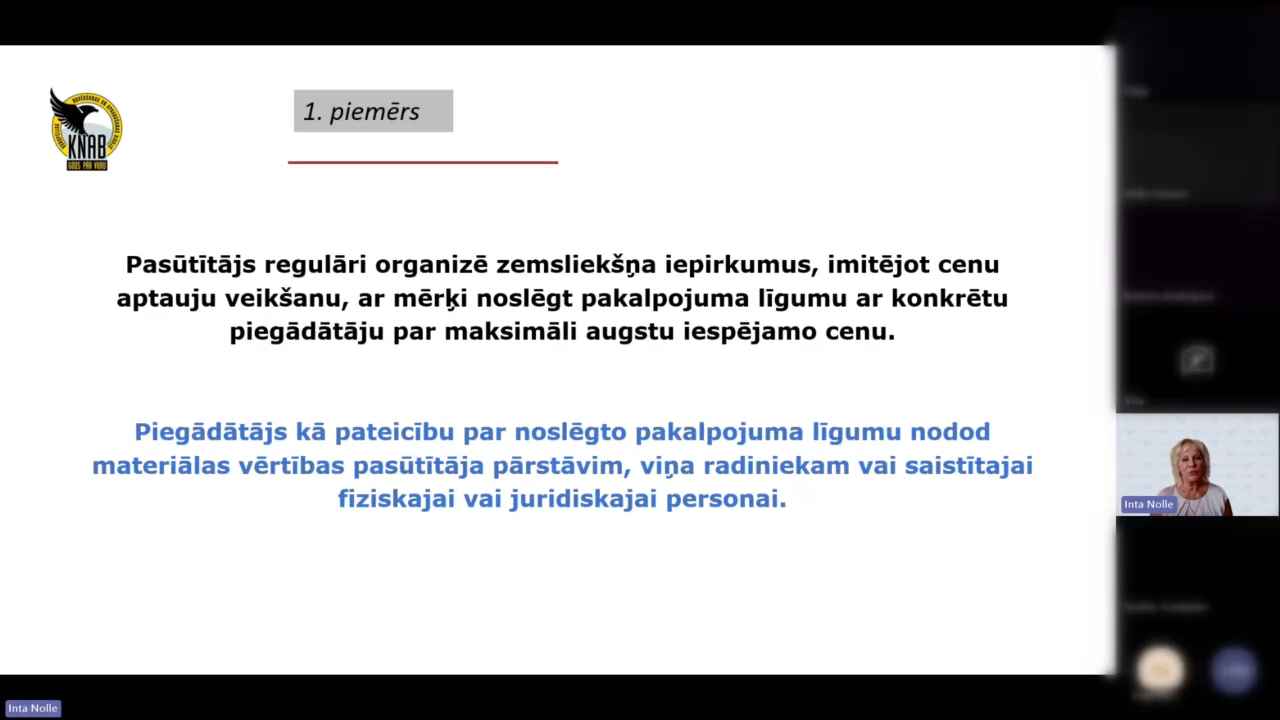 1. piemērs
KNAB
Pasūtītājs regulāri organizē zemsliekšņa iepirkumus, imitējot cenu
aptauju veikšanu, ar mērķi noslēgt pakalpojuma līgumu ar konkrētu
piegādātāju par maksimāli augstu iespējamo cenu.
Piegādātājs kā pateicību par noslēgto pakalpojuma līgumu nodod
materiālas vērtības pasūtītāja pārstāvim, viņa radiniekam vai saistītajai
fiziskajai vai juridiskajai personai.
Inta Nolle
Inta Nolle